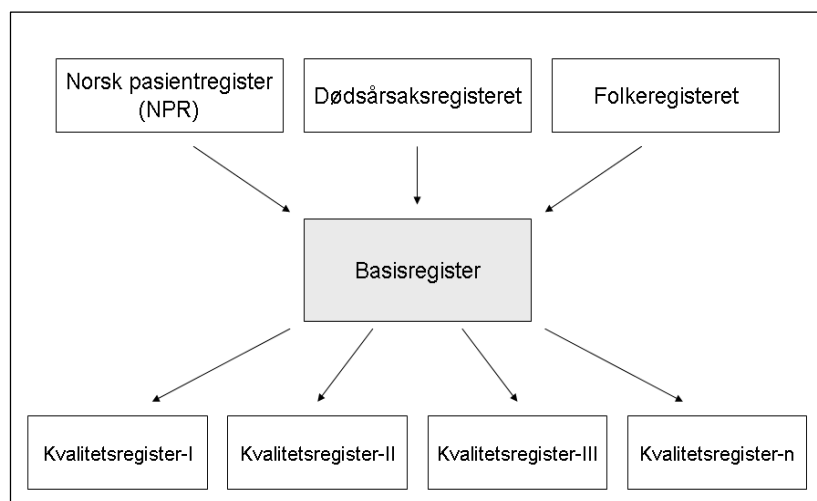 Norsk pasientregister
(NPR)
Dødsårsaksregisteret
Folkeregisteret
Basisregister
Kvalitetsregister-I
Kvalitetsregister-II
Kvalitetsregister-III
Kvalitetsregister-n